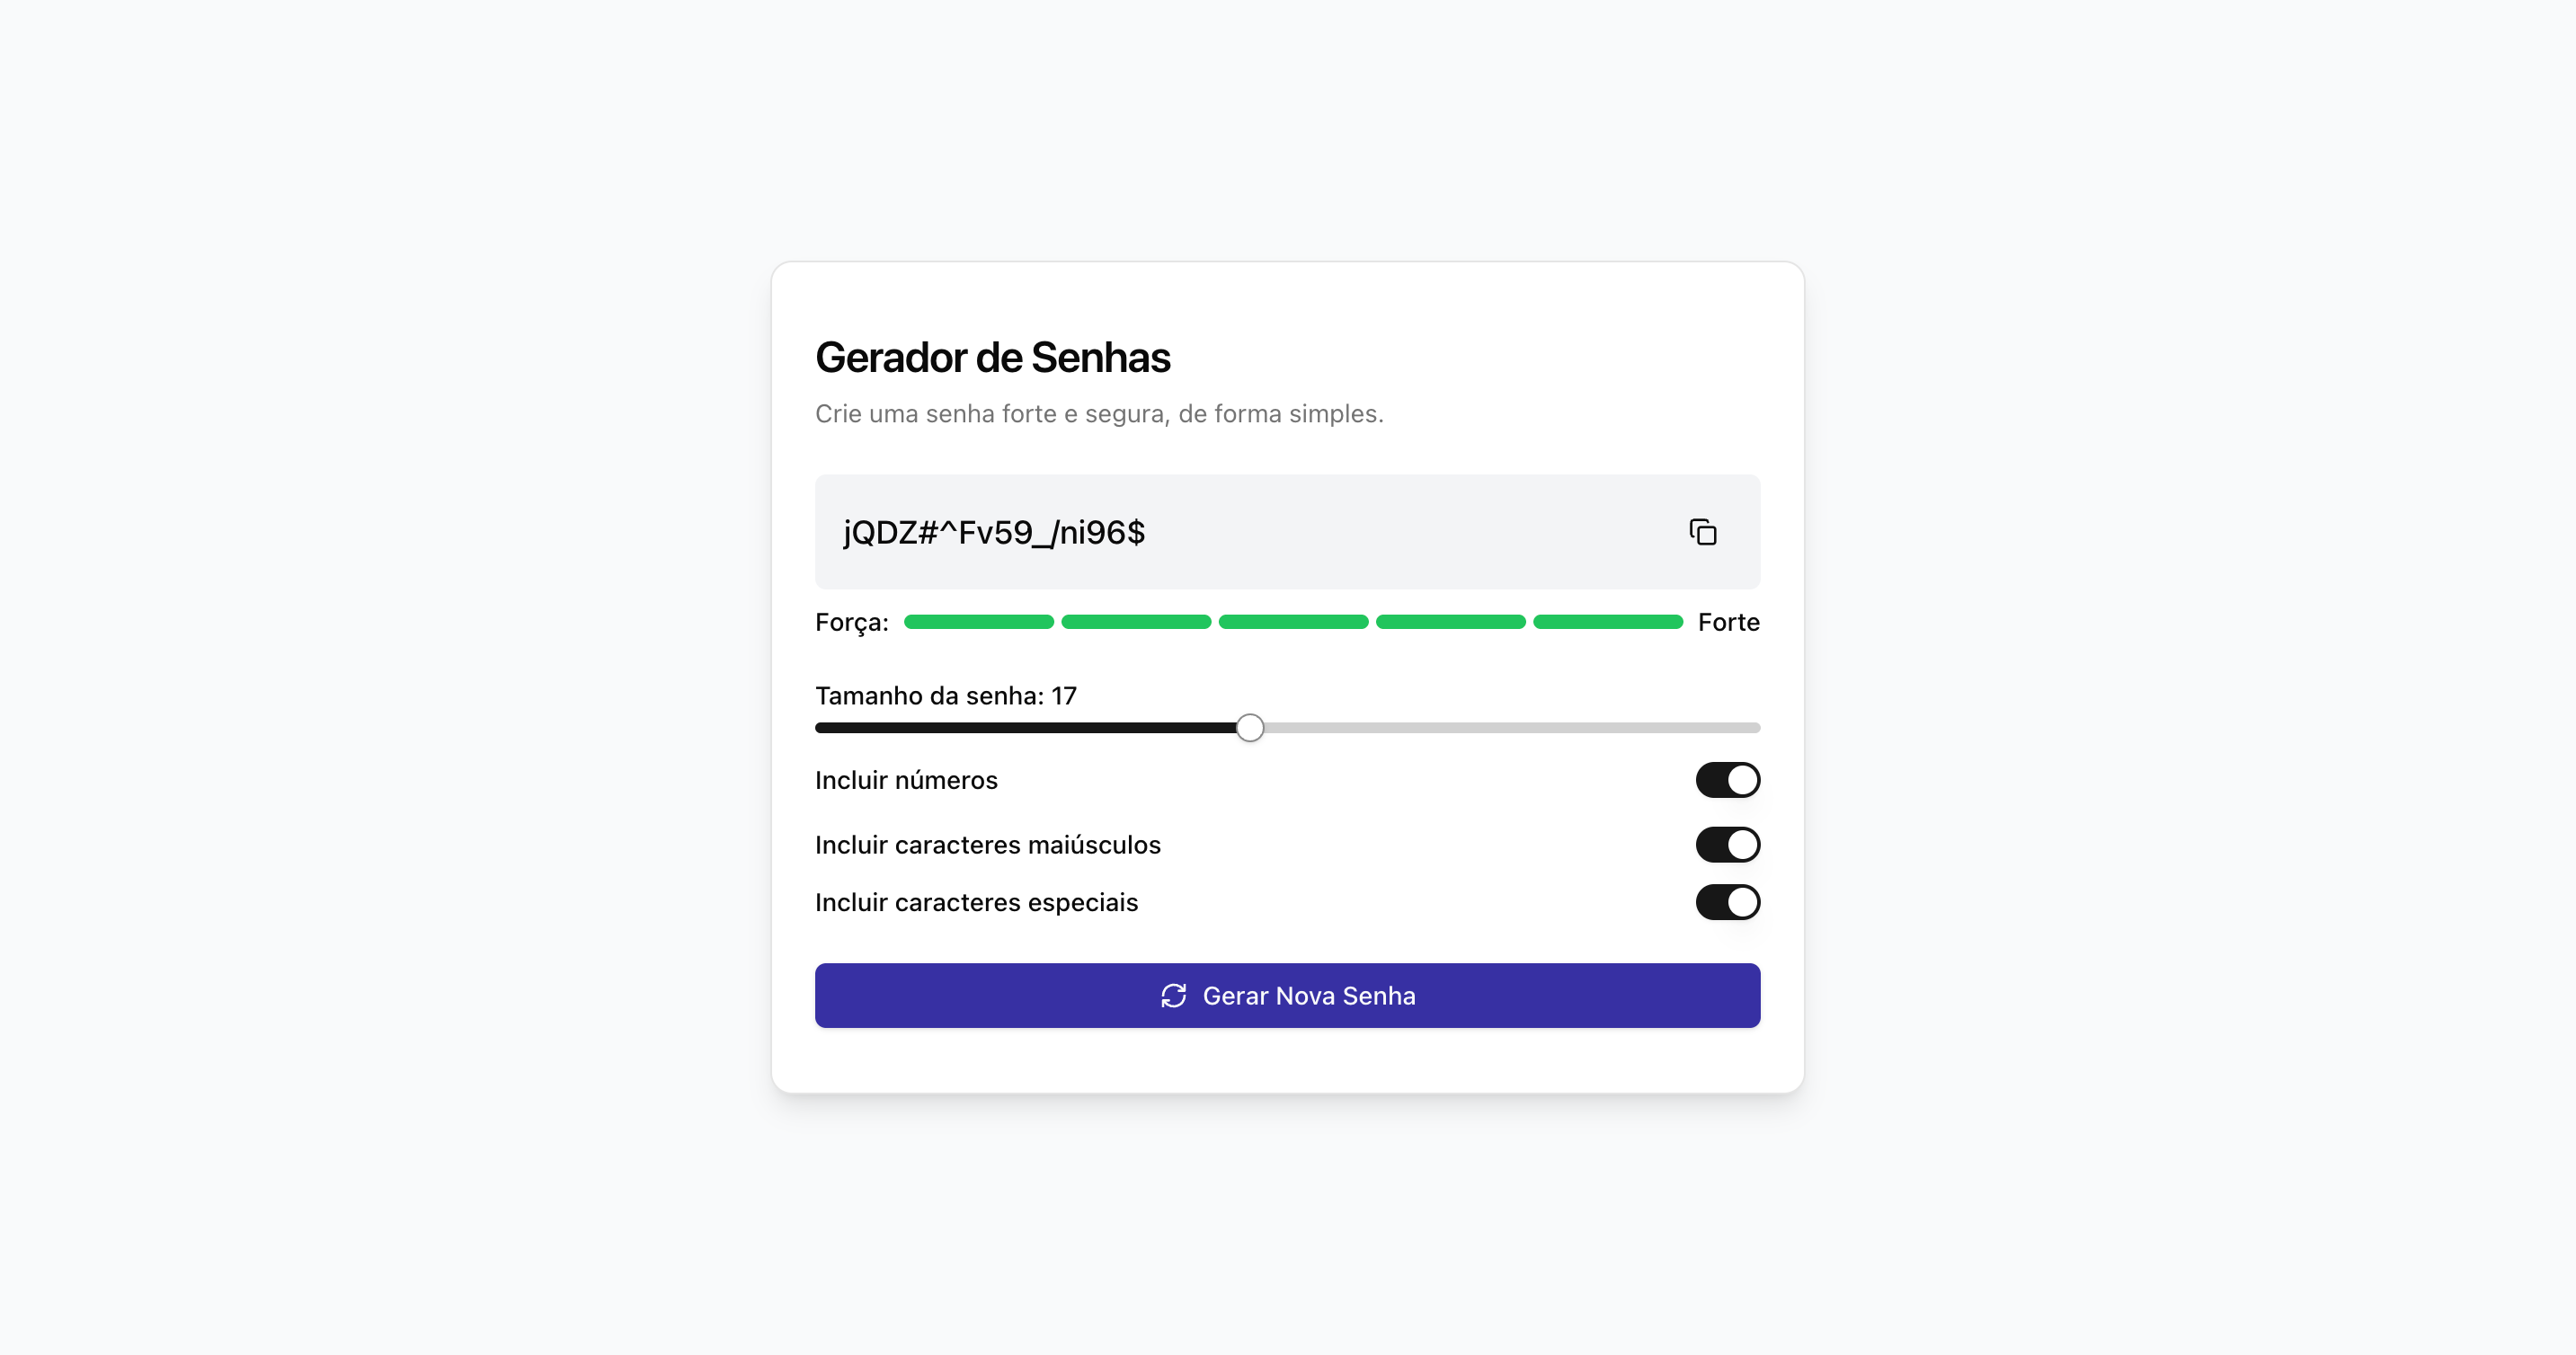 Gerador de Senhas
Crie uma senha forte e segura, de forma simples.
jQDZ#^Fv59_/ni96$
Força: Forte
Tamanho da senha: 17
Incluir números
Incluir caracteres maiúsculos
Incluir caracteres especiais
Gerar Nova Senha